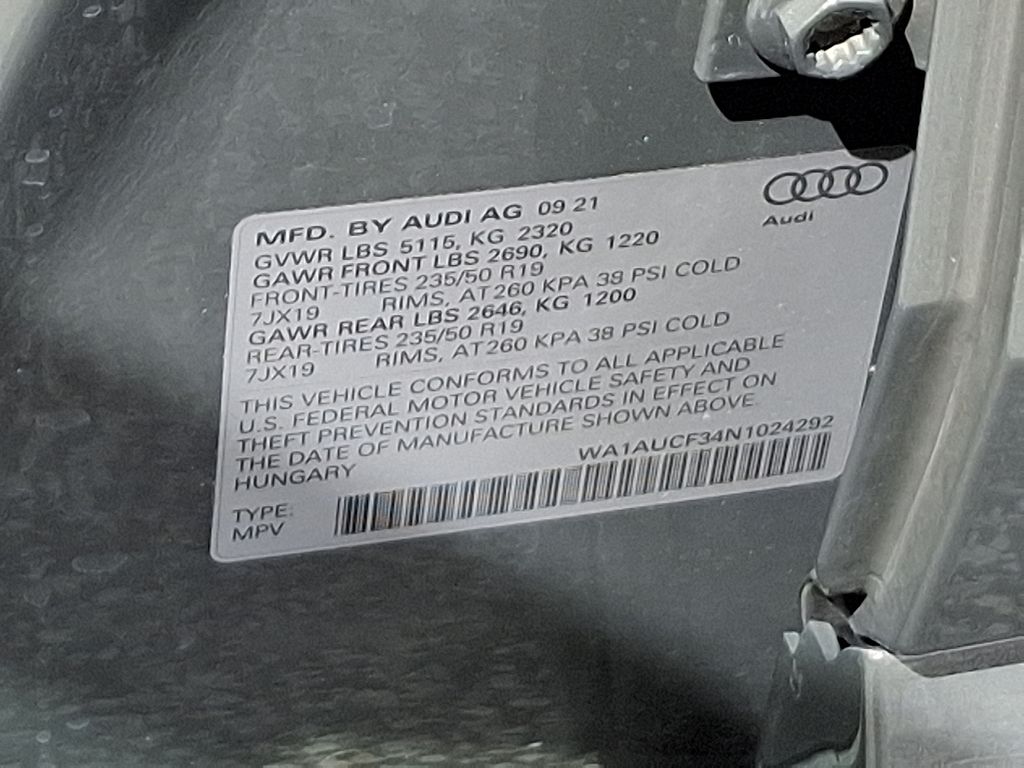 Audi
MFD. BY AUDI AG 09 21
GVWR LBS 5115, KG 2320
GAWR FRONT LBS 2690, KG 1220
FRONT-TIRES 235/50 R19
7JX19 RIMS, AT 260 KPA 38 PSI COLD
GAWR REAR LBS 2646, KG 1200
REAR-TIRES 235/50 R19
7JX19 RIMS, AT 260 KPA 38 PSI COLD
THIS VEHICLE CONFORMS TO ALL APPLICABLE
U.S. FEDERAL MOTOR VEHICLE SAFETY AND
THEFT PREVENTION STANDARDS IN EFFECT ON
THE DATE OF MANUFACTURE SHOWN ABOVE.
HUNGARY WA1AUCF34N1024292
TYPE:
MPV